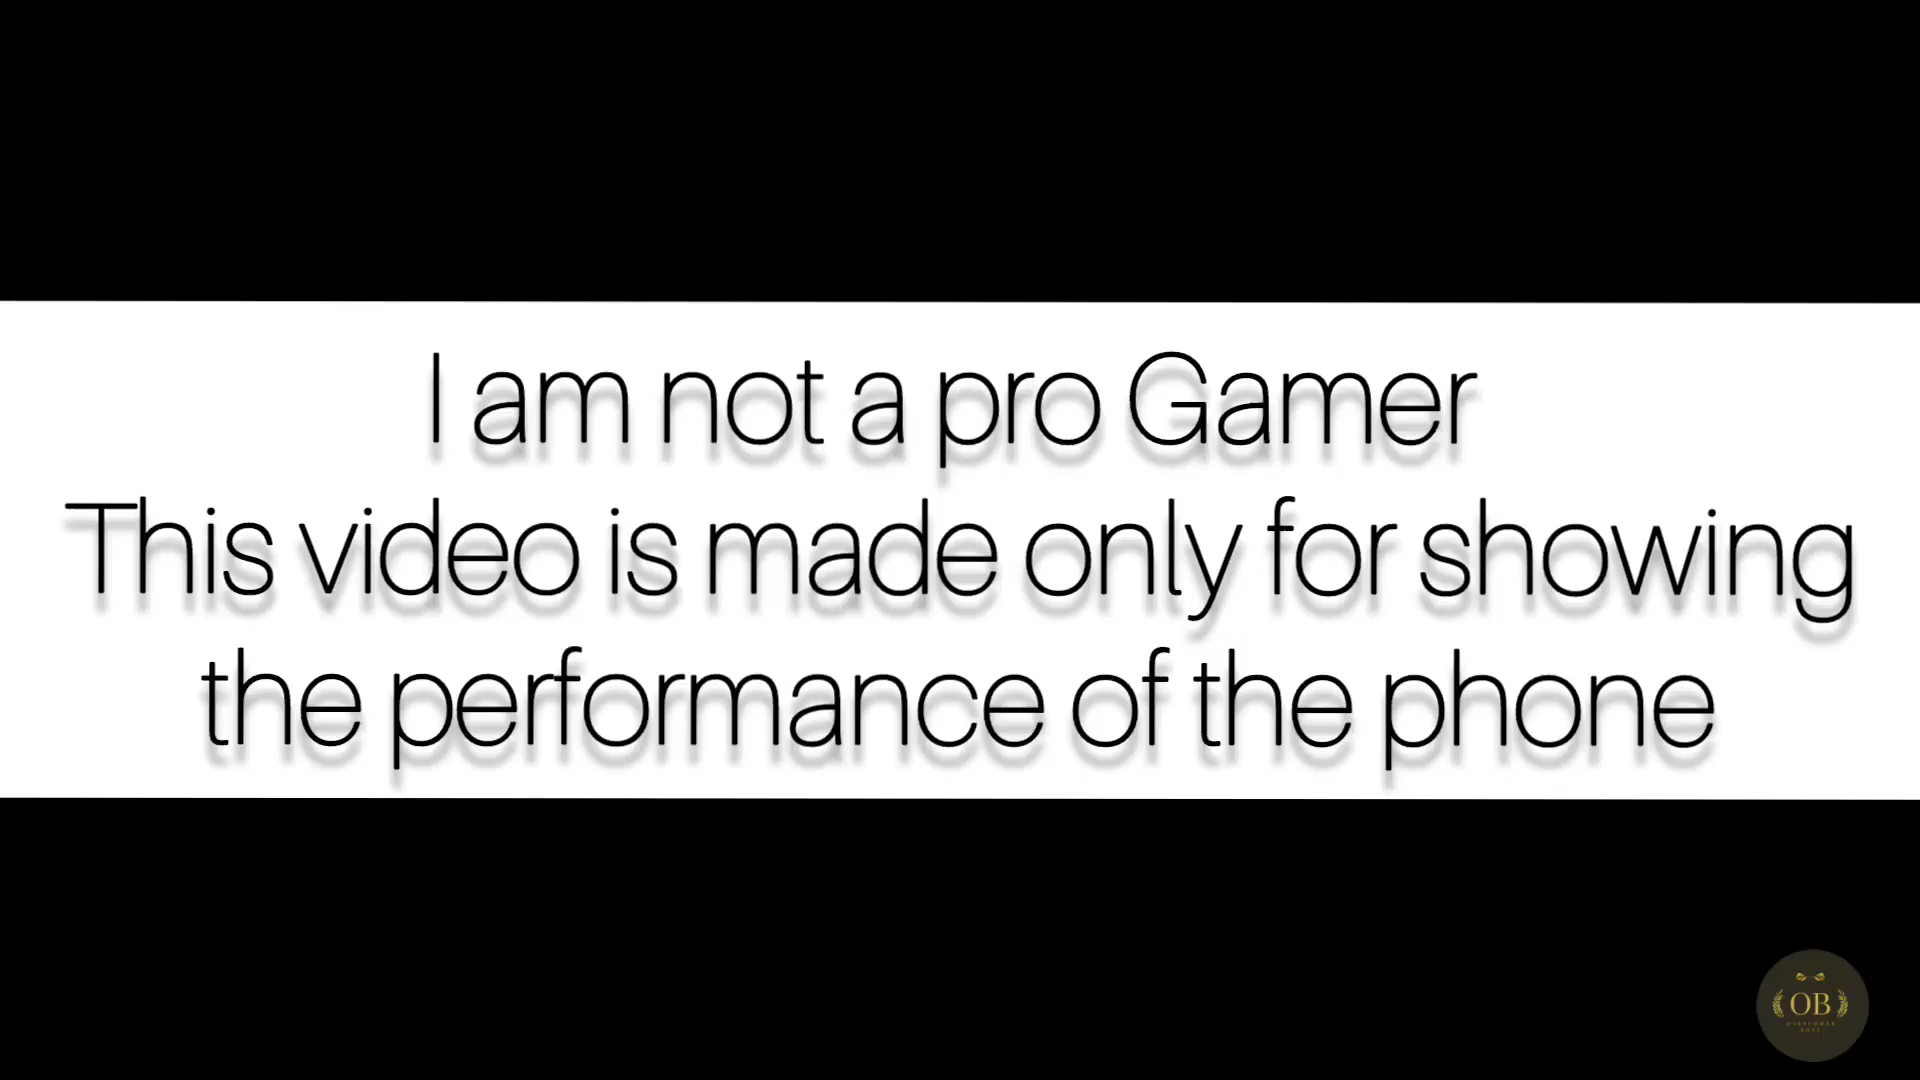 I am not a pro Gamer
This video is made only for showing
the performance of the phone
OB